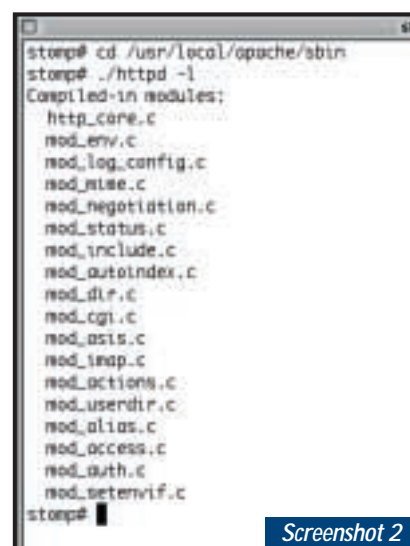 stomp# cd /usr/local/apache/sbin
stomp# ./httpd -l
Compiled-in modules:
http_core.c
mod_env.c
mod_log_config.c
mod_mime.c
mod_negotiation.c
mod_status.c
mod_include.c
mod_autoindex.c
mod_dir.c
mod_cgi.c
mod_asis.c
mod_imap.c
mod_actions.c
mod_userdir.c
mod_alias.c
mod_access.c
mod_auth.c
mod_setenvif.c
stomp#
Screenshot 2